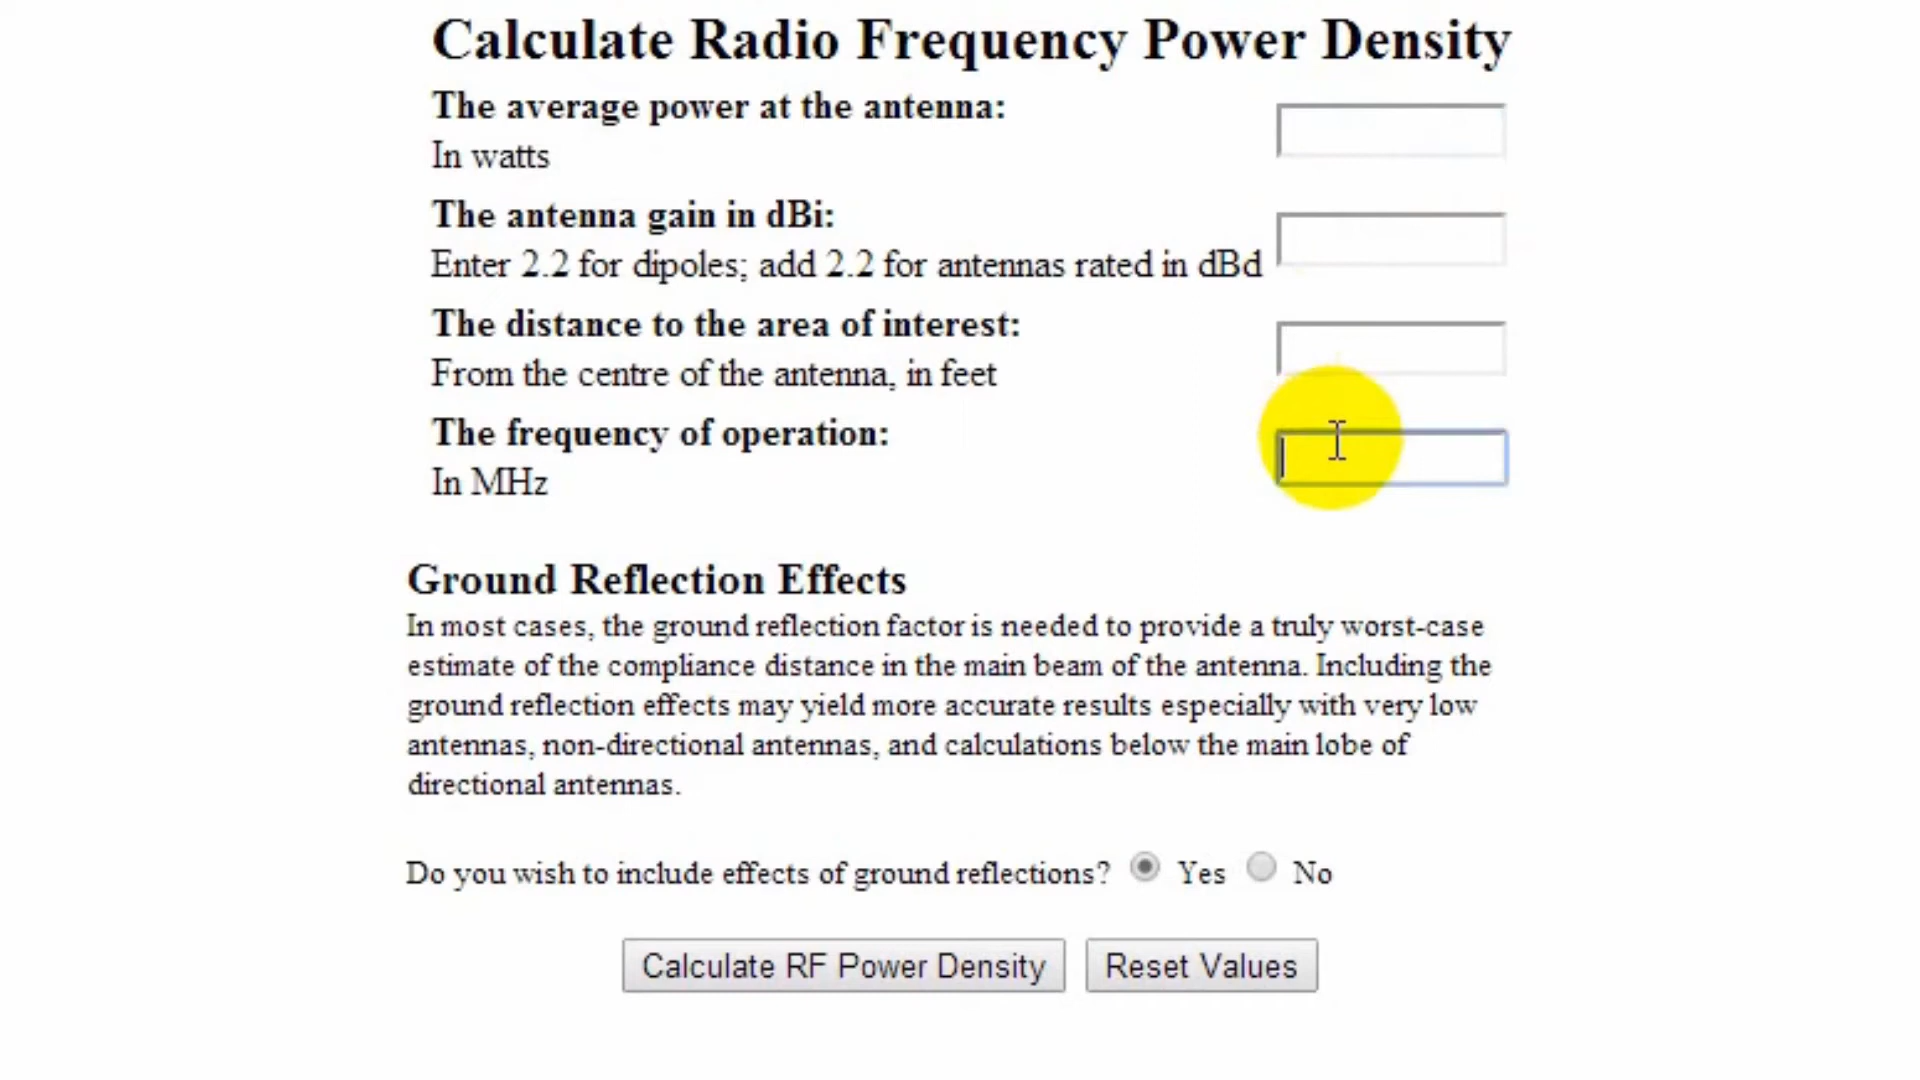 Calculate Radio Frequency Power Density
The average power at the antenna:
In watts
The antenna gain in dBi:
Enter 2.2 for dipoles; add 2.2 for antennas rated in dBd
The distance to the area of interest:
From the centre of the antenna, in feet
The frequency of operation:
In MHz
Ground Reflection Effects
In most cases, the ground reflection factor is needed to provide a truly worst-case
estimate of the compliance distance in the main beam of the antenna. Including the
ground reflection effects may yield more accurate results especially with very low
antennas, non-directional antennas, and calculations below the main lobe of
directional antennas.
Do you wish to include effects of ground reflections? Yes No
Calculate RF Power Density Reset Values